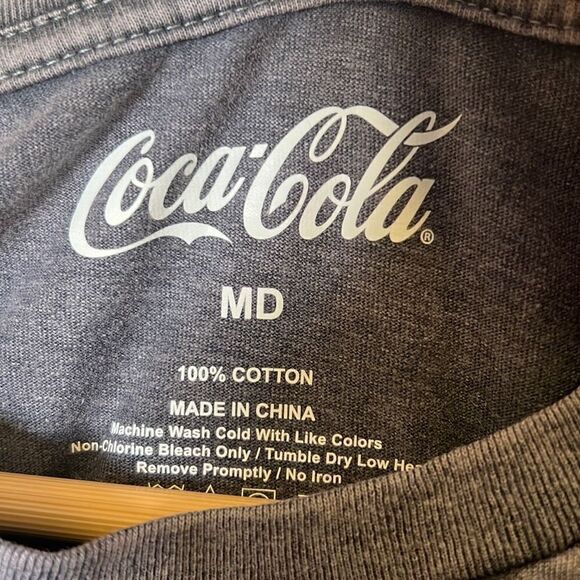 Coca-Cola®
MD
100% COTTON
MADE IN CHINA
Machine Wash Cold With Like Colors
Non-Chlorine Bleach Only / Tumble Dry Low
Remove Promptly / No Iron